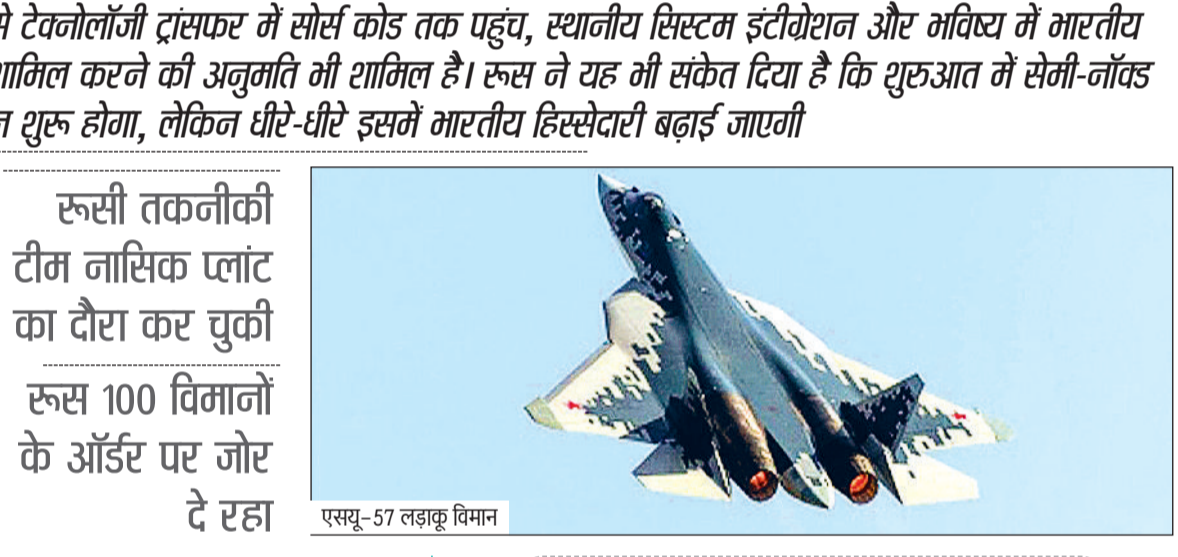 से टेक्नोलॉजी ट्रांसफर में सोर्स कोड तक पहुंच, स्थानीय सिस्टम इंटीग्रेशन और भविष्य में भारतीय
शामिल करने की अनुमति भी शामिल है। रूस ने यह भी संकेत दिया है कि शुरुआत में सेमी-नॉक्ड
शुरू होगा, लेकिन धीरे-धीरे इसमें भारतीय हिस्सेदारी बढ़ाई जाएगी
रूसी तकनीकी
टीम नासिक प्लांट
का दौरा कर चुकी
रूस 100 विमानों
के ऑर्डर पर जोर
दे रहा
एसयू-57 लड़ाकू विमान